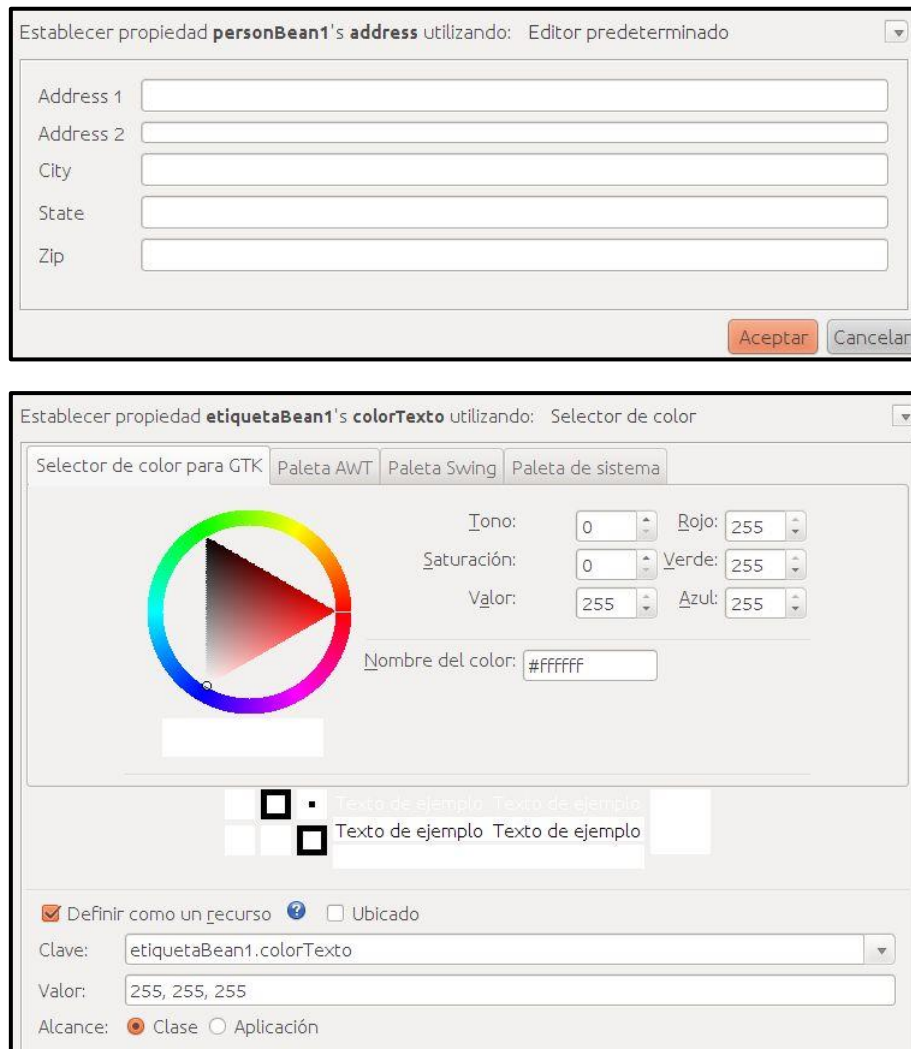 Establecer propiedad personBean1's address utilizando: Editor predeterminado
Address 1
Address 2
City
State
Zip
Aceptar Cancelar
Establecer propiedad etiquetaBean1's colorTexto utilizando: Selector de color
Selector de color para GTK Paleta AWT Paleta Swing Paleta de sistema
Tono: 0 Rojo: 255
Saturación: 0 Verde: 255
Valor: 255 Azul: 255
Nombre del color: #ffffff
Texto de ejemplo Texto de ejemplo
Texto de ejemplo Texto de ejemplo
Definir como un recurso Ubicado
Clave: etiquetaBean1.colorTexto
Valor: 255, 255, 255
Alcance: Clase Aplicación